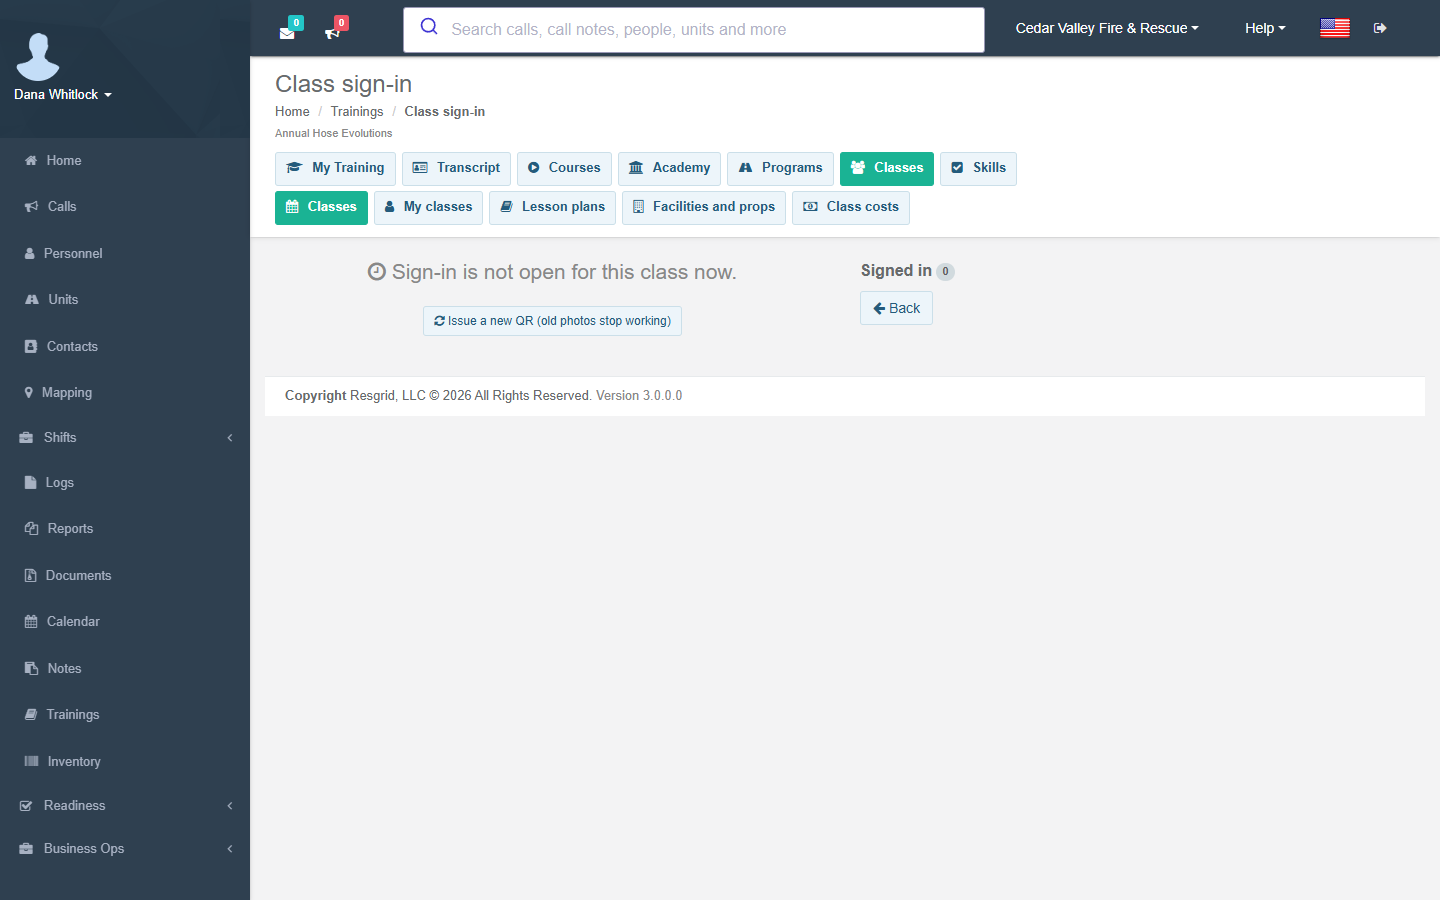 0
0
Search calls, call notes, people, units and more
Cedar Valley Fire & Rescue
Help
Dana Whitlock
Home
Calls
Personnel
Units
Contacts
Mapping
Shifts
Logs
Reports
Documents
Calendar
Notes
Trainings
Inventory
Readiness
Business Ops
Class sign-in
Home / Trainings / Class sign-in
Annual Hose Evolutions
My Training
Transcript
Courses
Academy
Programs
Classes
Skills
Classes
My classes
Lesson plans
Facilities and props
Class costs
Sign-in is not open for this class now.
Issue a new QR (old photos stop working)
Signed in 0
Back
Copyright Resgrid, LLC © 2026 All Rights Reserved. Version 3.0.0.0